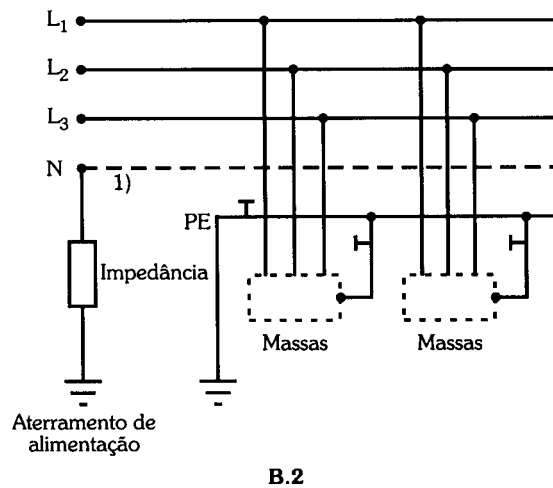 L1
L2
L3
N
1)
PE
Impedância
Massas
Massas
Aterramento de
alimentação
B.2